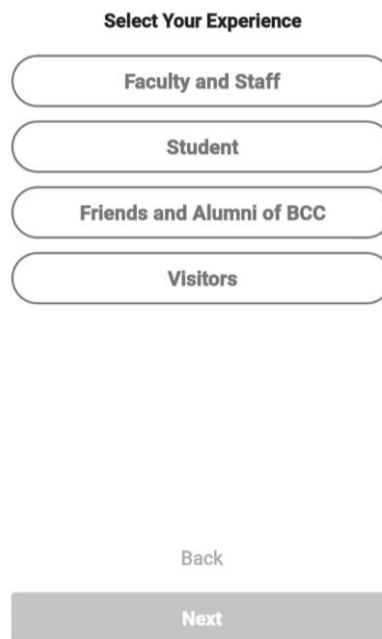 Select Your Experience
Faculty and Staff
Student
Friends and Alumni of BCC
Visitors
Back
Next